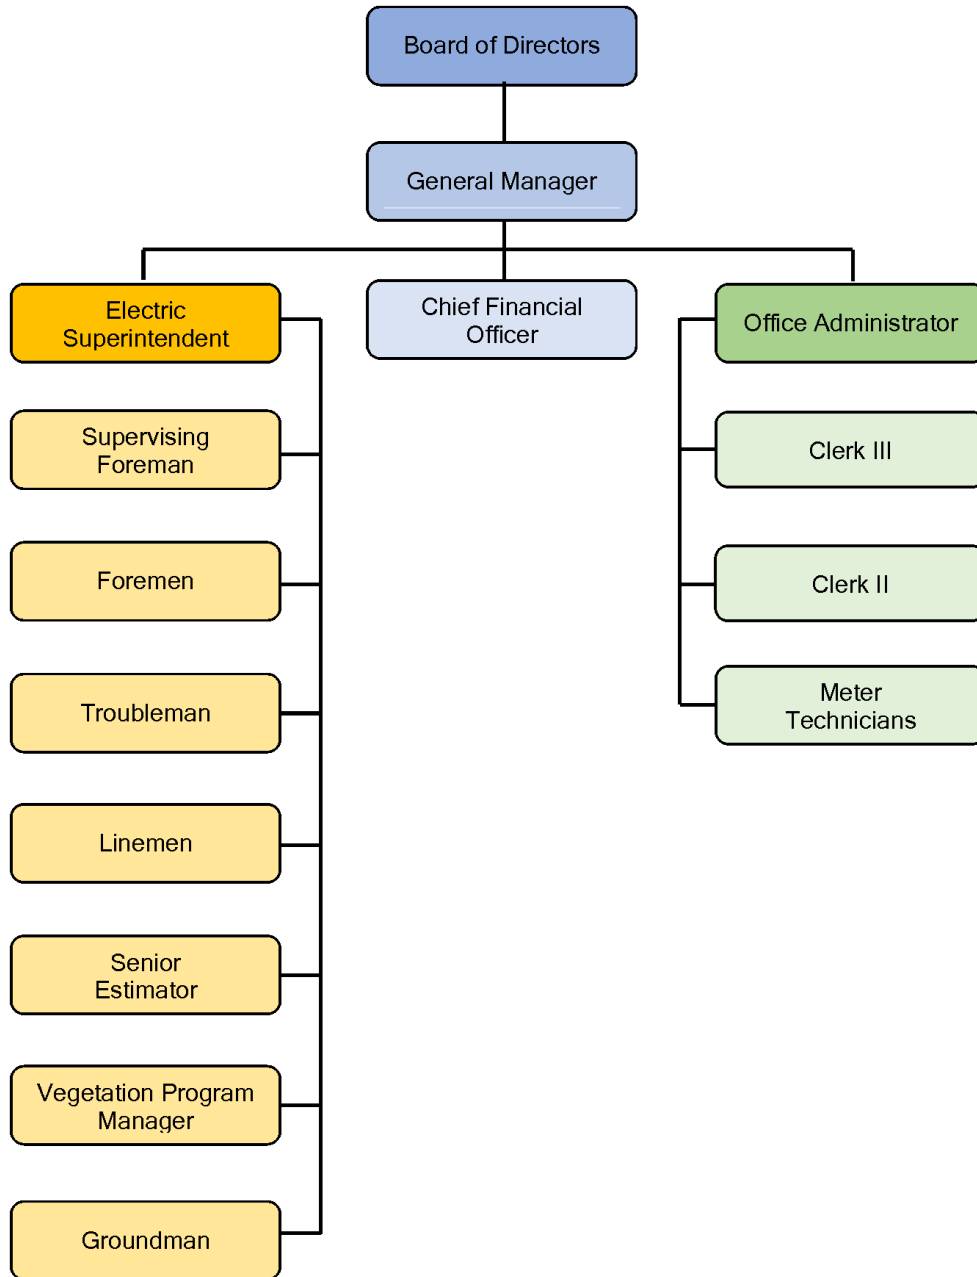 Board of Directors
General Manager
Electric
Superintendent
Chief Financial
Officer
Office Administrator
Supervising
Foreman
Clerk III
Foremen
Clerk II
Troubleman
Meter
Technicians
Linemen
Senior
Estimator
Vegetation Program
Manager
Groundman